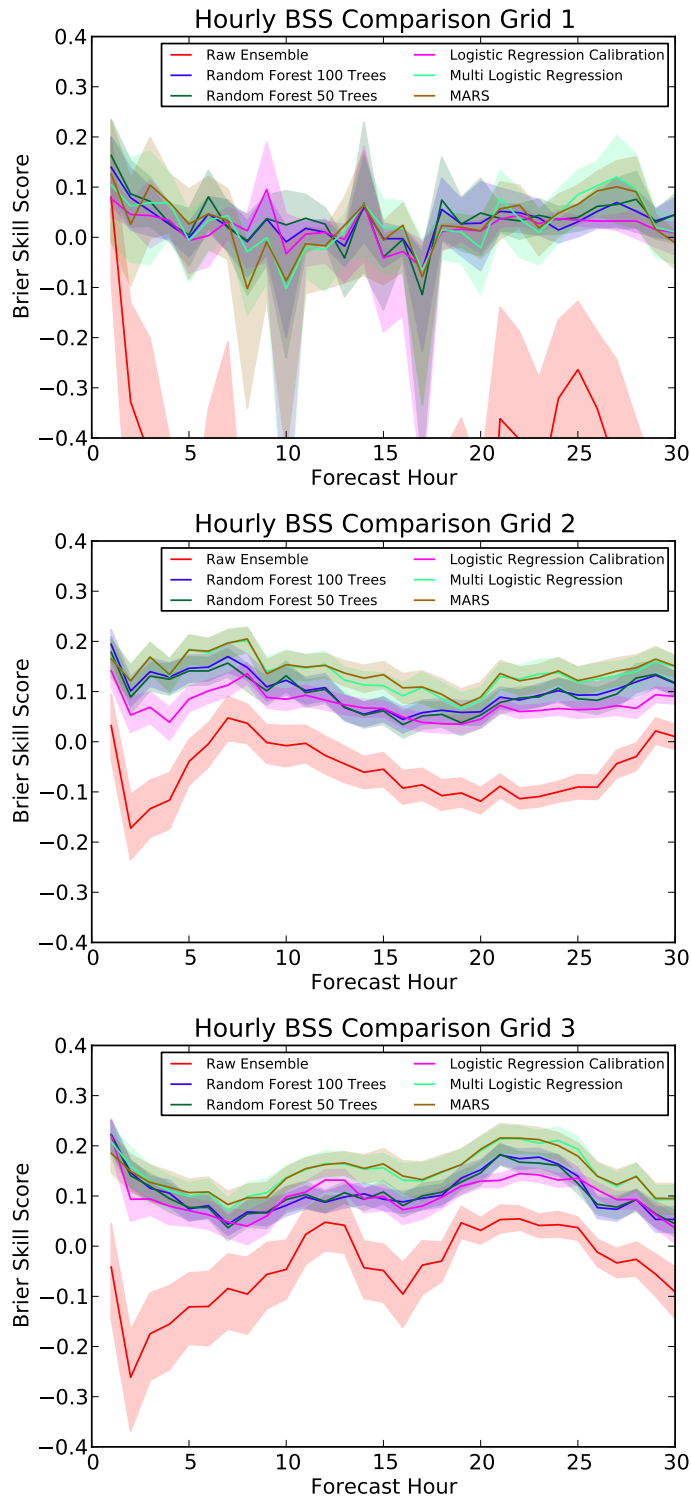 Hourly BSS Comparison Grid 1
0.4
0.3
0.2
0.1
0.0
−0.1
−0.2
−0.3
−0.4
Brier Skill Score
Raw Ensemble
Random Forest 100 Trees
Random Forest 50 Trees
Logistic Regression Calibration
Multi Logistic Regression
MARS
0 5 10 15 20 25 30
Forecast Hour
Hourly BSS Comparison Grid 2
0.4
0.3
0.2
0.1
0.0
−0.1
−0.2
−0.3
−0.4
Brier Skill Score
Raw Ensemble
Random Forest 100 Trees
Random Forest 50 Trees
Logistic Regression Calibration
Multi Logistic Regression
MARS
0 5 10 15 20 25 30
Forecast Hour
Hourly BSS Comparison Grid 3
0.4
0.3
0.2
0.1
0.0
−0.1
−0.2
−0.3
−0.4
Brier Skill Score
Raw Ensemble
Random Forest 100 Trees
Random Forest 50 Trees
Logistic Regression Calibration
Multi Logistic Regression
MARS
0 5 10 15 20 25 30
Forecast Hour